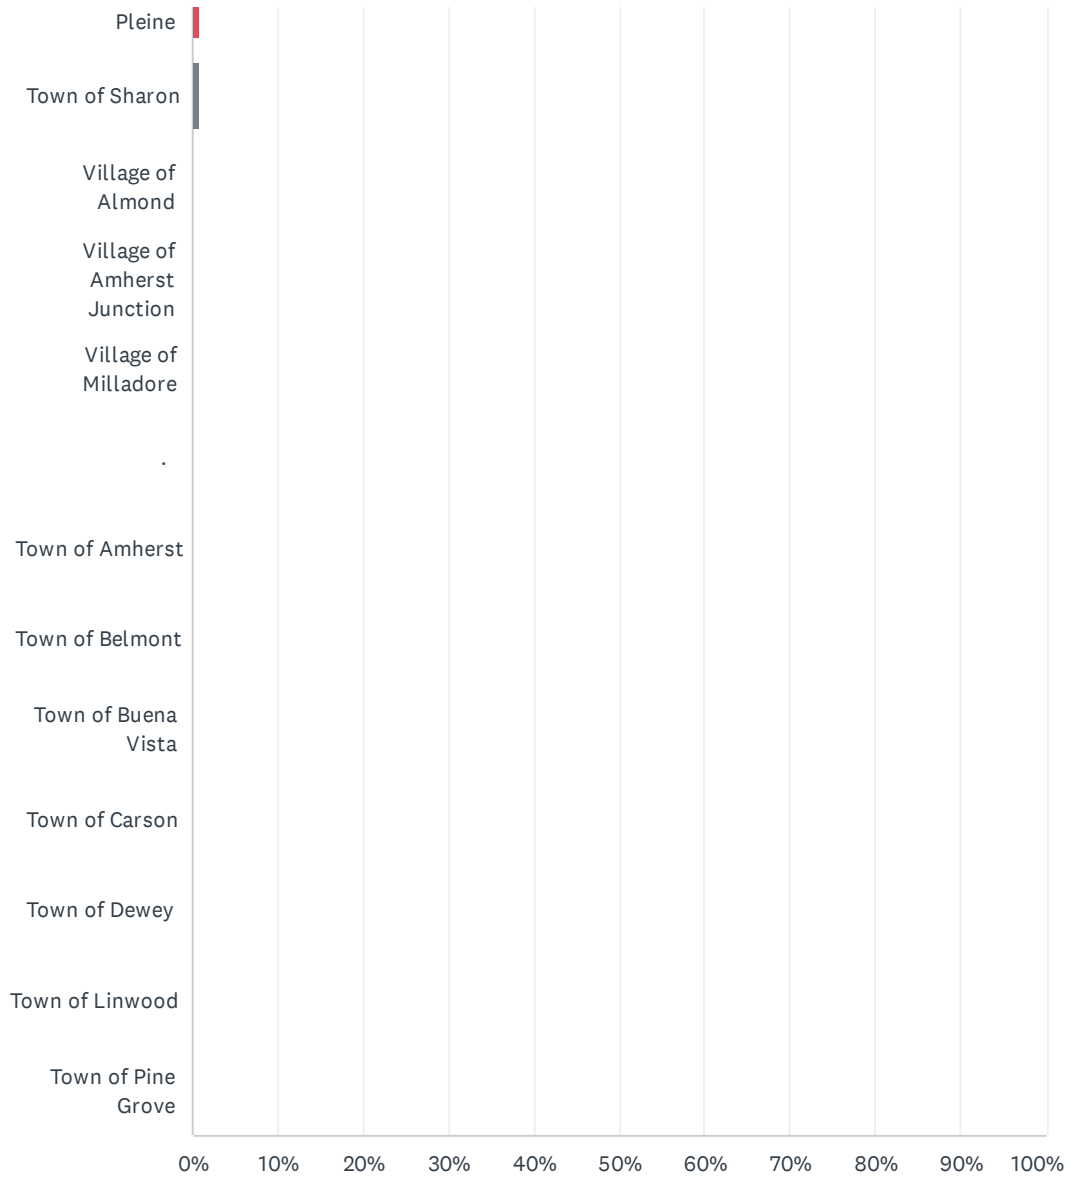 Pleine
Town of Sharon
Village of
Almond
Village of
Amherst
Junction
Village of
Milladore
.
Town of Amherst
Town of Belmont
Town of Buena
Vista
Town of Carson
Town of Dewey
Town of Linwood
Town of Pine
Grove
0% 10% 20% 30% 40% 50% 60% 70% 80% 90% 100%